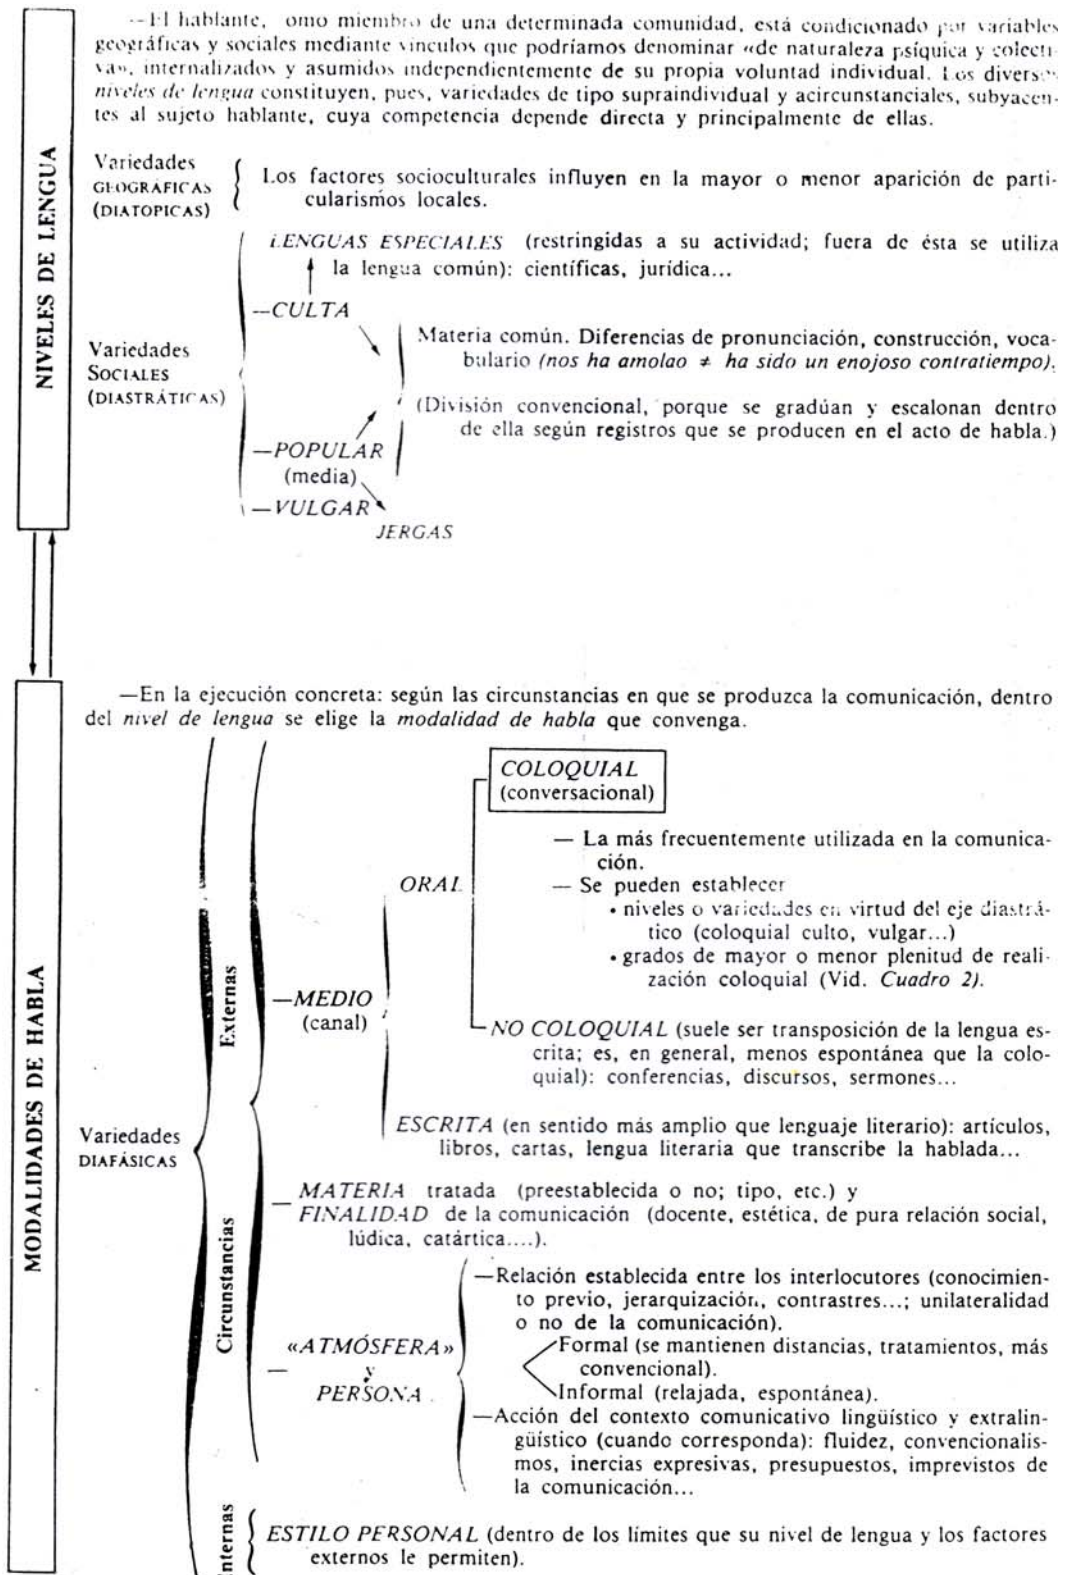 NIVELES DE LENGUA
—El hablante, omo miembro de una determinada comunidad, está condicionado por variables
geográficas y sociales mediante vínculos que podríamos denominar «de naturaleza psíquica y colecti-
va», internalizados y asumidos independientemente de su propia voluntad individual. Los diversos
niveles de lengua constituyen, pues, variedades de tipo supraindividual y acircunstanciales, subyacen-
tes al sujeto hablante, cuya competencia depende directa y principalmente de ellas.
Variedades
GEOGRAFICAS
(DIATOPICAS)
Los factores socioculturales influyen en la mayor o menor aparición de parti-
cularismos locales.
Variedades
SOCIALES
(DIASTRÁTICAS)
LENGUAS ESPECIALES (restringidas a su actividad; fuera de ésta se utiliza
la lengua común): científicas, jurídica...
—CULTA
Materia común. Diferencias de pronunciación, construcción, voca-
bulario (nos ha amolao ≠ ha sido un enojoso contratiempo).
(División convencional, porque se gradúan y escalonan dentro
de ella según registros que se producen en el acto de habla.)
—POPULAR
(media)
—VULGAR
JERGAS
MODALIDADES DE HABLA
—En la ejecución concreta: según las circunstancias en que se produzca la comunicación, dentro
del nivel de lengua se elige la modalidad de habla que convenga.
Variedades
DIAFÁSICAS
Circunstancias
Externas
—MEDIO
(canal)
ORAL
COLOQUIAL
(conversacional)
— La más frecuentemente utilizada en la comunica-
ción.
— Se pueden establecer
• niveles o variedades en virtud del eje diastrá-
tico (coloquial culto, vulgar...)
• grados de mayor o menor plenitud de reali-
zación coloquial (Vid. Cuadro 2).
NO COLOQUIAL (suele ser transposición de la lengua es-
crita; es, en general, menos espontánea que la colo-
quial): conferencias, discursos, sermones...
ESCRITA (en sentido más amplio que lenguaje literario): artículos,
libros, cartas, lengua literaria que transcribe la hablada...
— MATERIA tratada (preestablecida o no; tipo, etc.) y
FINALIDAD de la comunicación (docente, estética, de pura relación social,
lúdica, catártica....).
— «ATMÓSFERA»
y
PERSONA
—Relación establecida entre los interlocutores (conocimien-
to previo, jerarquización, contrastres...; unilateralidad
o no de la comunicación).
Formal (se mantienen distancias, tratamientos, más
convencional).
Informal (relajada, espontánea).
—Acción del contexto comunicativo lingüístico y extralin-
güístico (cuando corresponda): fluidez, convencionalis-
mos, inercias expresivas, presupuestos, imprevistos de
la comunicación...
Internas
ESTILO PERSONAL (dentro de los límites que su nivel de lengua y los factores
externos le permiten).